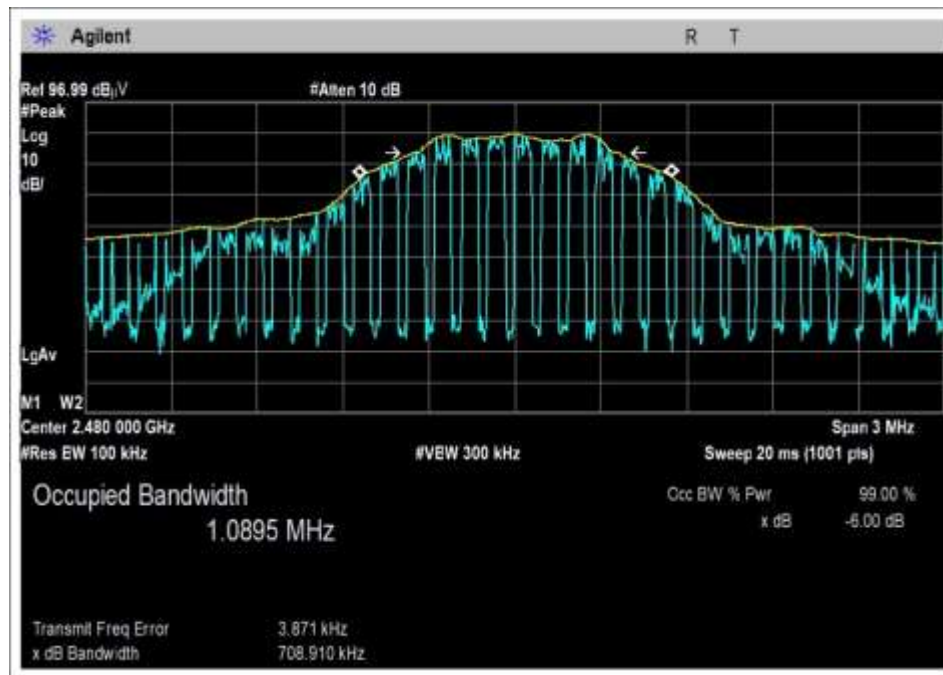 Agilent R T
Ref 96.99 dBµV #Atten 10 dB
#Peak
Log
10
dB/
LgAv
M1 W2
Center 2.480 000 GHz Span 3 MHz
#Res BW 100 kHz #VBW 300 kHz Sweep 20 ms (1001 pts)
Occupied Bandwidth
1.0895 MHz
Occ BW % Pwr 99.00 %
x dB -6.00 dB
Transmit Freq Error 3.871 kHz
x dB Bandwidth 708.910 kHz